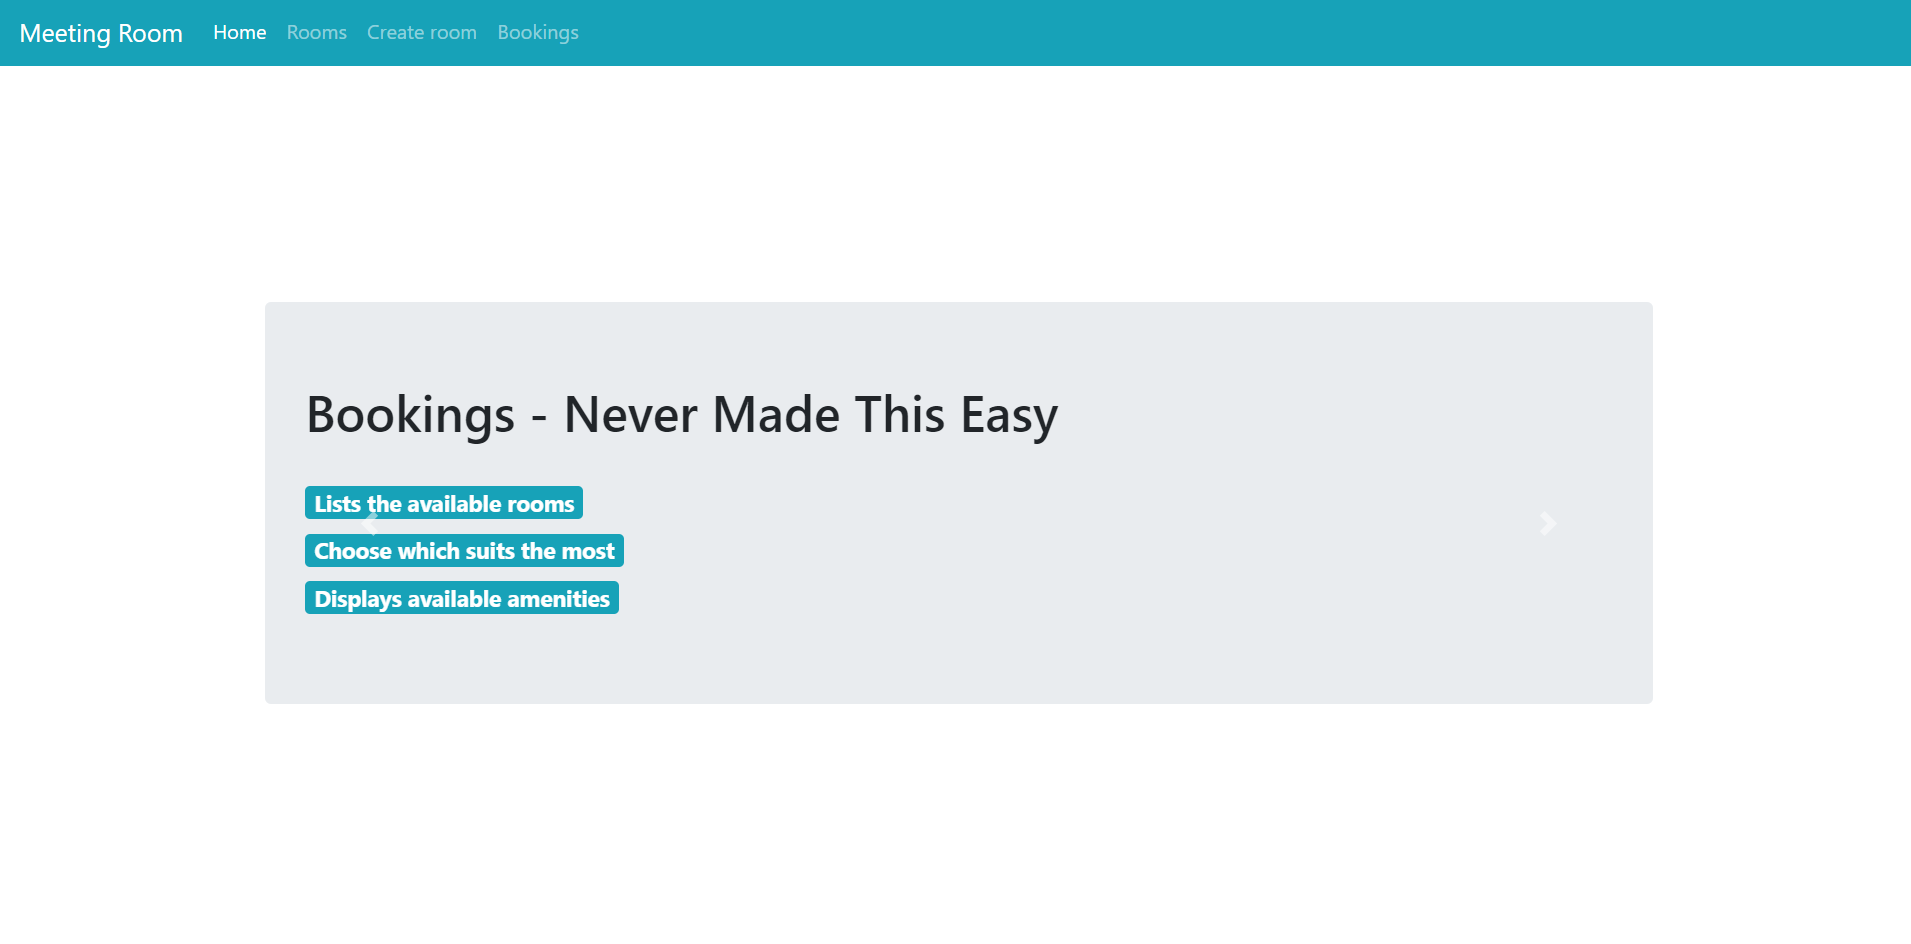 Meeting Room Home Rooms Create room Bookings
Bookings - Never Made This Easy
Lists the available rooms
Choose which suits the most
Displays available amenities